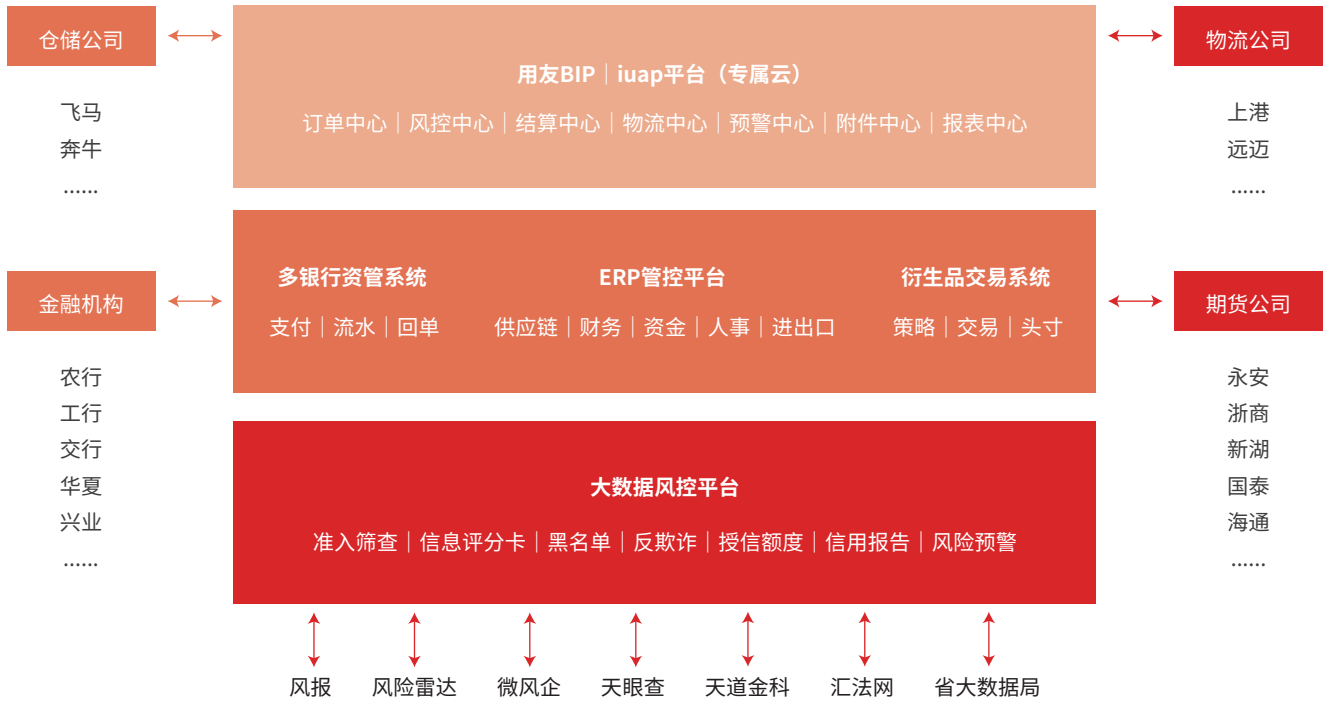 仓储公司
飞马
奔牛
......
金融机构
农行
工行
交行
华夏
兴业
......
用友BIP｜iuap平台（专属云）
订单中心｜风控中心｜结算中心｜物流中心｜预警中心｜附件中心｜报表中心
多银行资管系统
支付｜流水｜回单
ERP管控平台
供应链｜财务｜资金｜人事｜进出口
衍生品交易系统
策略｜交易｜头寸
大数据风控平台
准入筛查｜信息评分卡｜黑名单｜反欺诈｜授信额度｜信用报告｜风险预警
风报 风险雷达 微风企 天眼查 天道金科 汇法网 省大数据局
物流公司
上港
远迈
......
期货公司
永安
浙商
新湖
国泰
海通
......